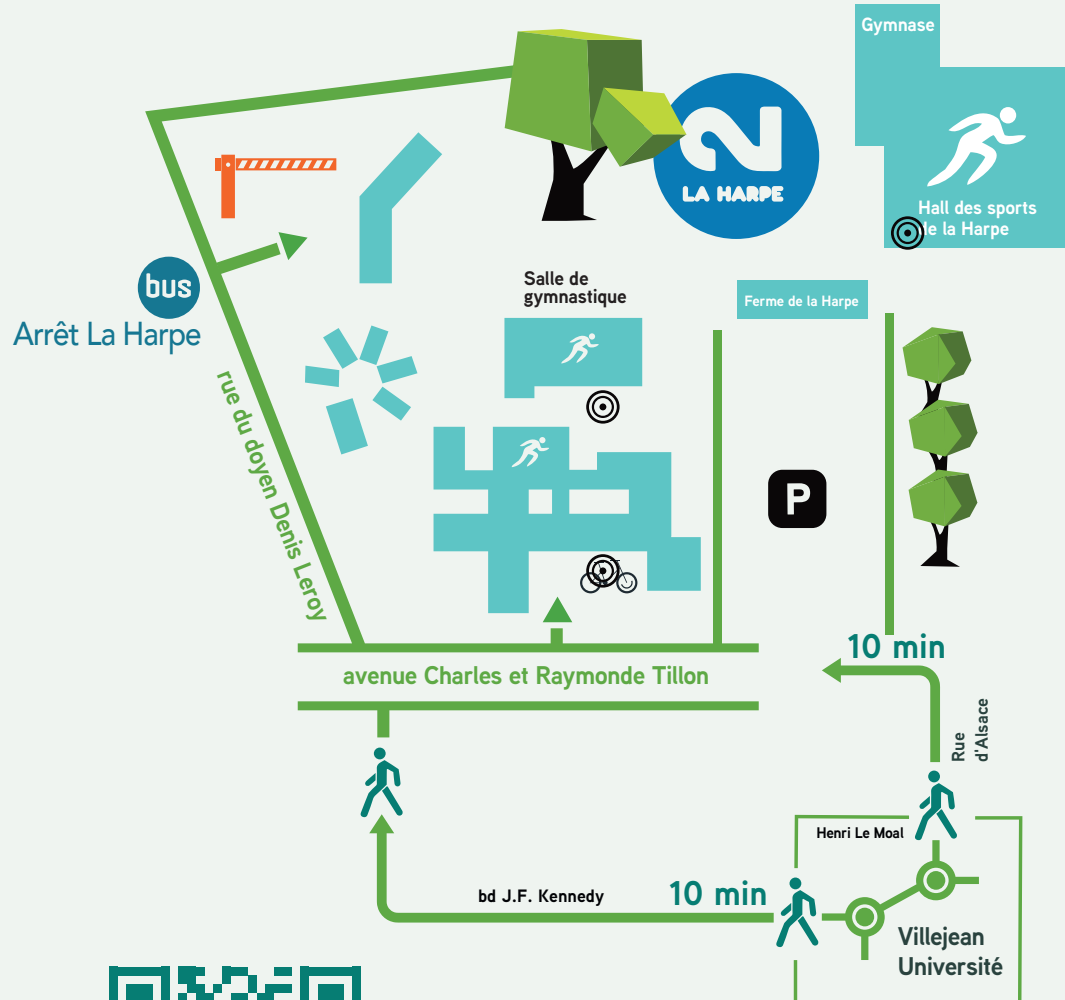 Gymnase
2
LA HARPE
Hall des sports
de la Harpe
bus
Arrêt La Harpe
Salle de
gymnastique
Ferme de la Harpe
rue du doyen Denis Leroy
P
10 min
avenue Charles et Raymonde Tillon
Rue
d'Alsace
Henri Le Moal
bd J.F. Kennedy
10 min
Villejean
Université